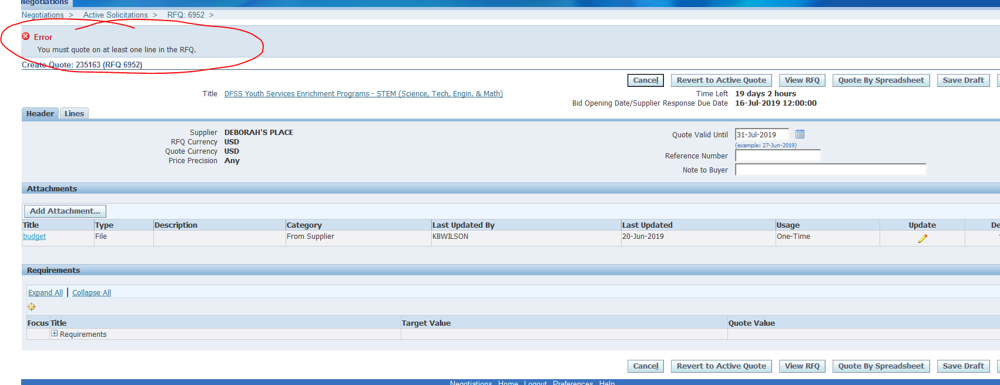 Negotiations
Negotiations > Active Solicitations > RFQ: 6952 >
Error
You must quote on at least one line in the RFQ.
Create Quote: 235163 (RFQ 6952)
Cancel Revert to Active Quote View RFQ Quote By Spreadsheet Save Draft
Title DFSS Youth Services Enrichment Programs - STEM (Science, Tech, Engin. & Math)
Time Left 19 days 2 hours
Bid Opening Date/Supplier Response Due Date 16-Jul-2019 12:00:00
Header Lines
Supplier DEBORAH'S PLACE
RFQ Currency USD
Quote Currency USD
Price Precision Any
Quote Valid Until 31-Jul-2019
(example: 27-Jun-2019)
Reference Number
Note to Buyer
Attachments
Add Attachment...
Title Type Description Category Last Updated By Last Updated Usage Update
budget File From Supplier KBWILSON 20-Jun-2019 One-Time
Requirements
Expand All Collapse All
Focus Title Target Value Quote Value
Requirements
Cancel Revert to Active Quote View RFQ Quote By Spreadsheet Save Draft
Negotiations Home Logout Preferences Help